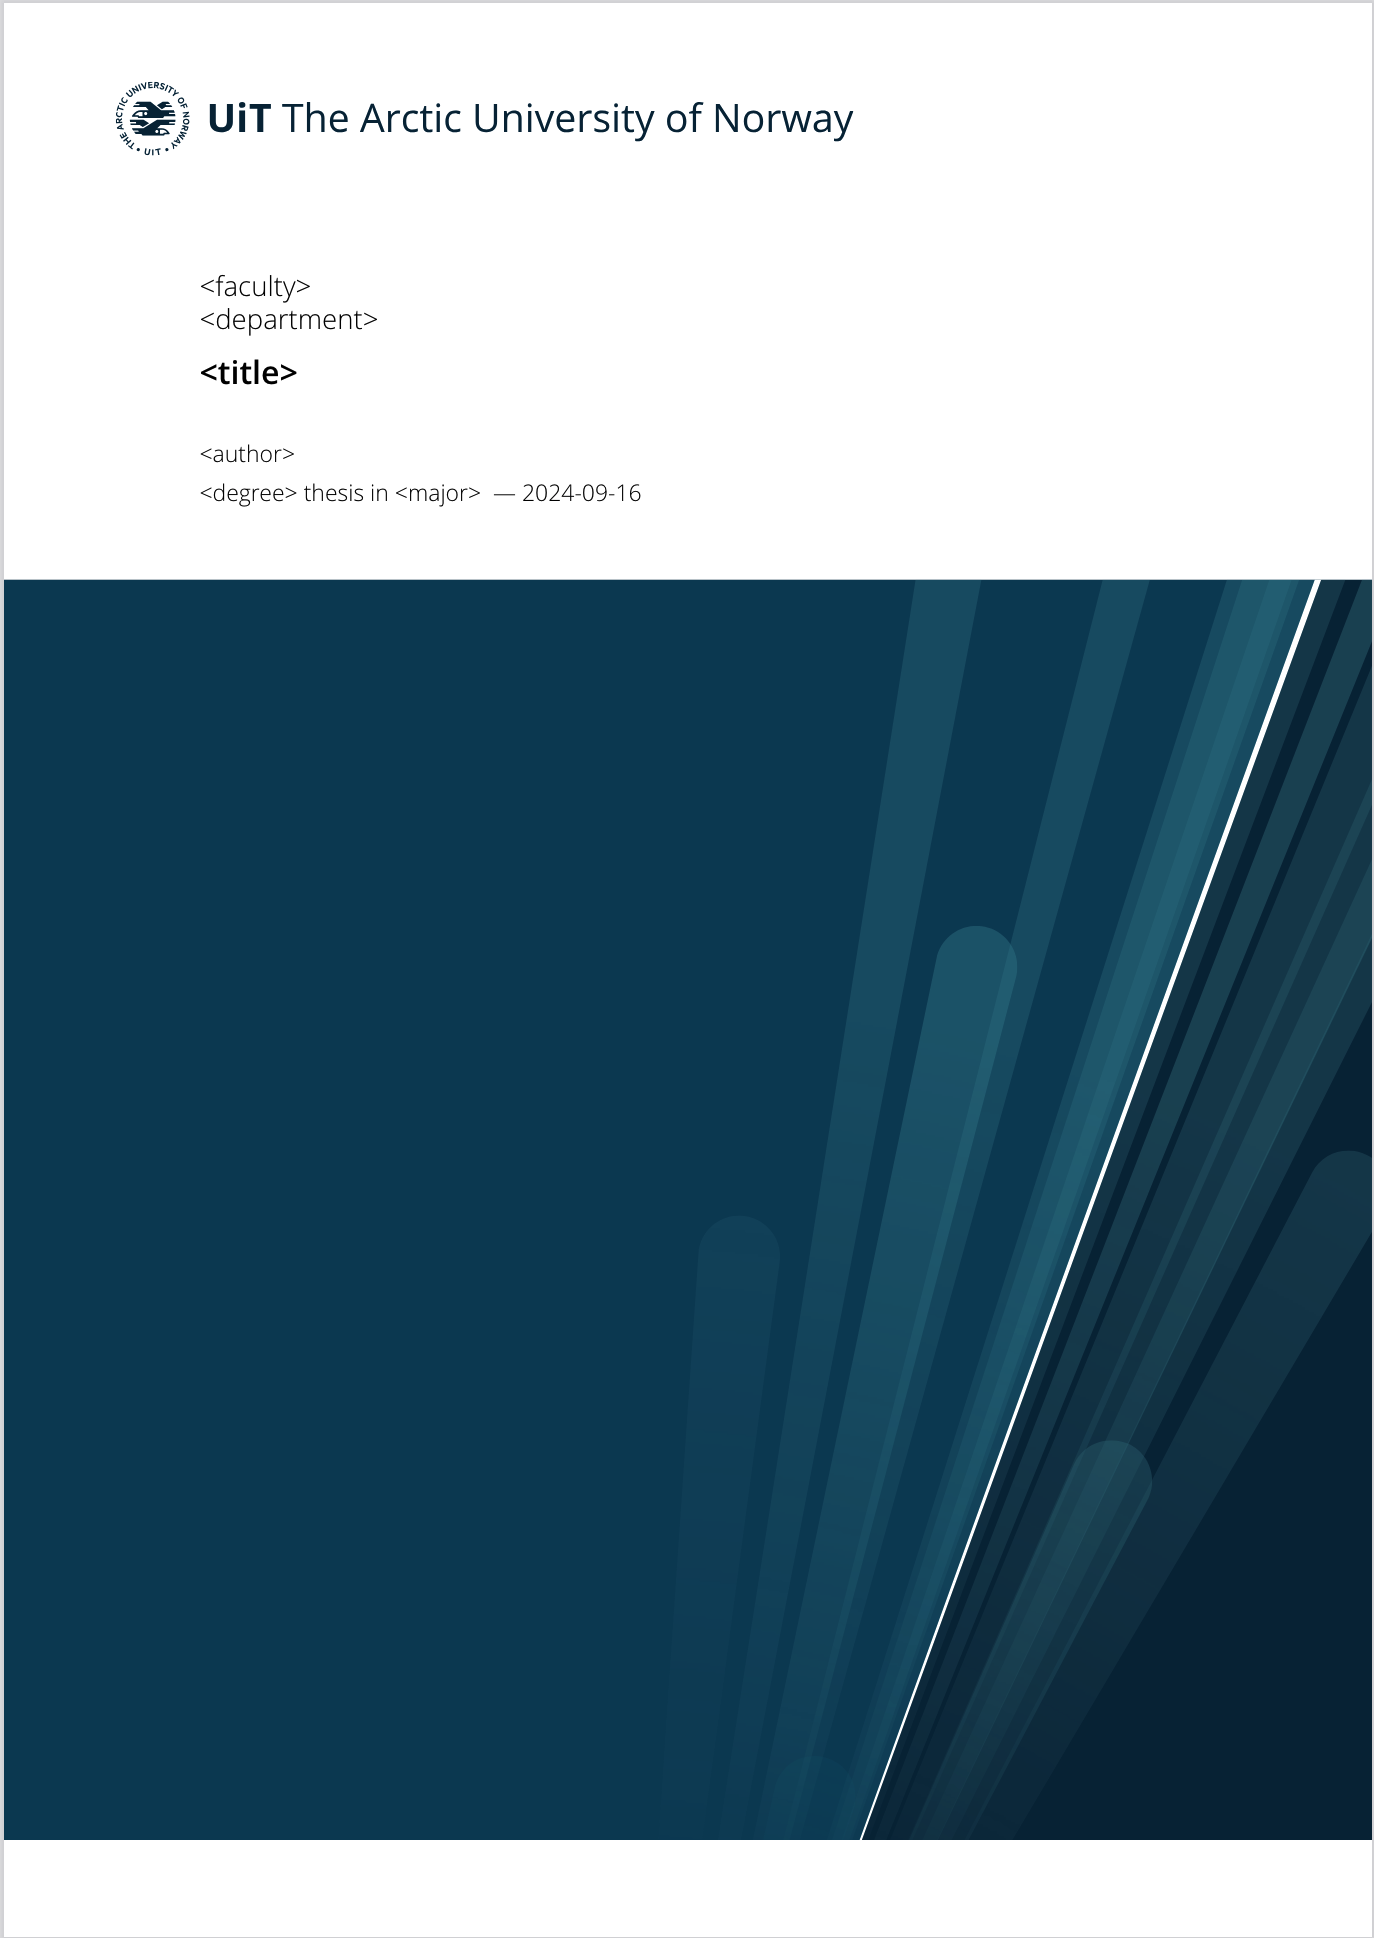 THE ARCTIC UNIVERSITY OF NORWAY • UiT •
UiT The Arctic University of Norway
<faculty>
<department>
<title>
<author>
<degree> thesis in <major> — 2024-09-16